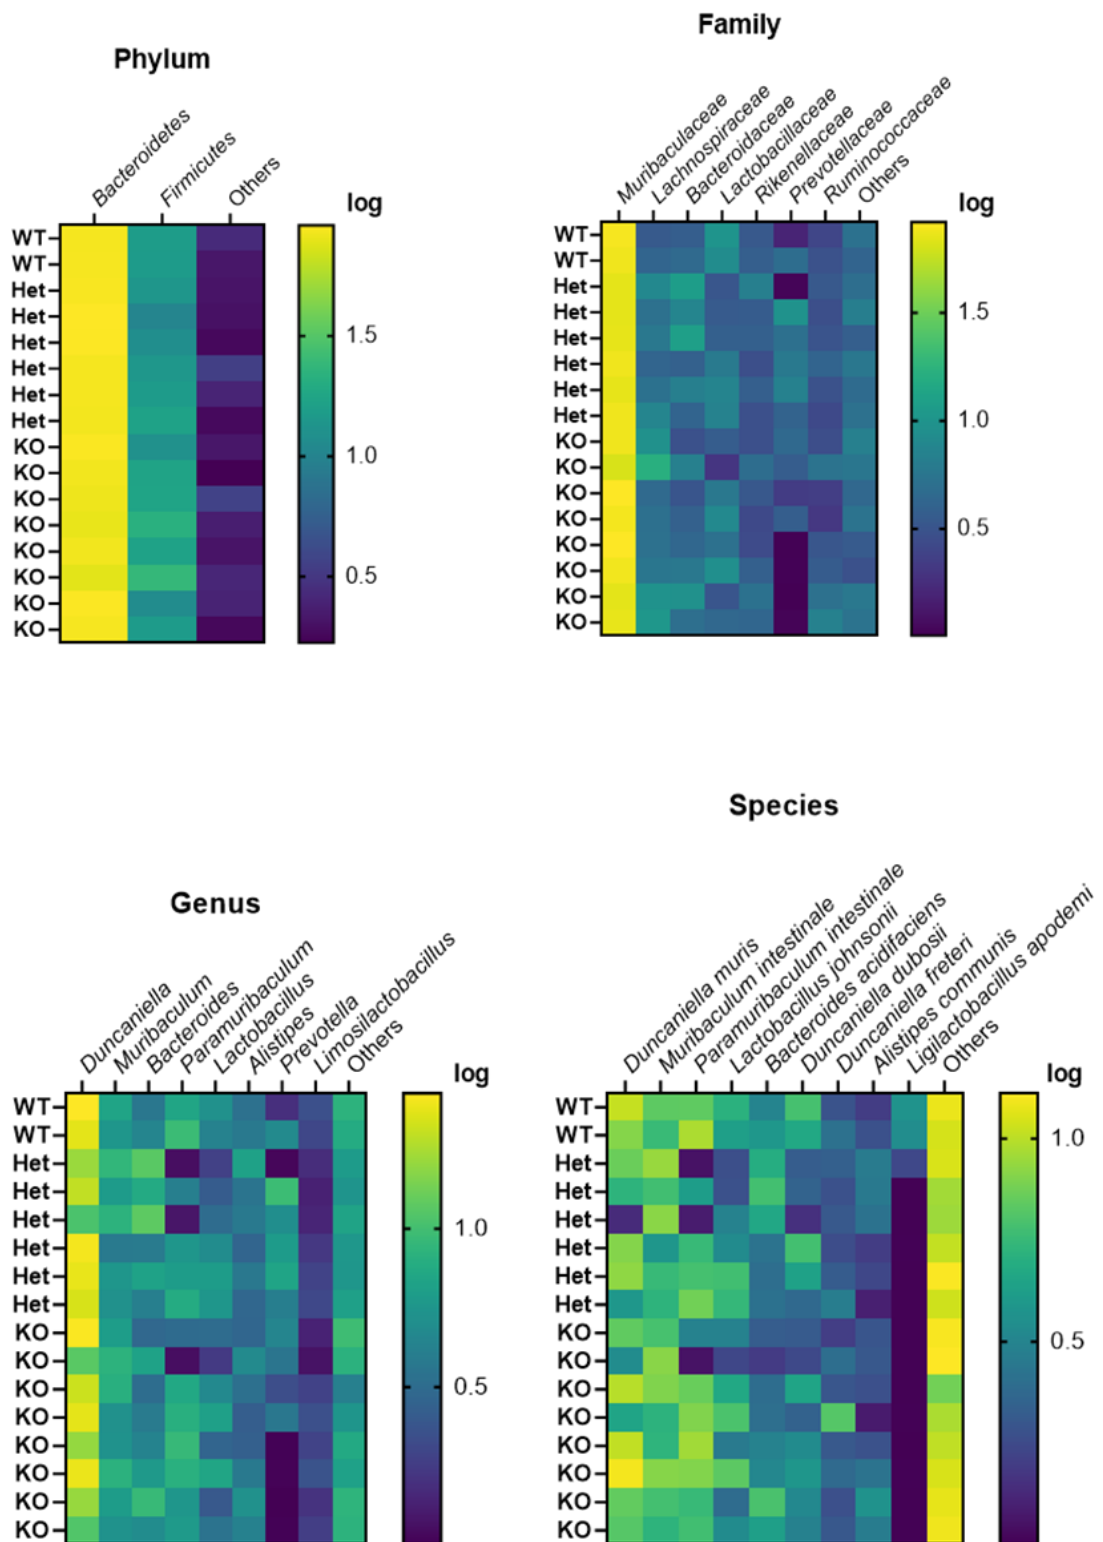 Phylum
Bacteroidetes
Firmicutes
Others
log
WT
WT
Het
Het
Het
Het
Het
Het
KO
KO
KO
KO
KO
KO
KO
KO
1.5
1.0
0.5
Family
Muribaculaceae
Lachnospiraceae
Bacteroidaceae
Lactobacillaceae
Rikenellaceae
Prevotellaceae
Ruminoccaceae
Others
log
WT
WT
Het
Het
Het
Het
Het
Het
KO
KO
KO
KO
KO
KO
KO
KO
1.5
1.0
0.5
Genus
Duncaniella
Muribaculum
Bacteroides
Paramuribaculum
Lactobacillus
Alistipes
Prevotella
Limosilactobacillus
Others
log
WT
WT
Het
Het
Het
Het
Het
Het
KO
KO
KO
KO
KO
KO
KO
KO
1.0
0.5
Species
Duncaniella muris
Muribaculum intestinale
Paramuribaculum intestinale
Lactobacillus johnsonii
Bacteroides acidifaciens
Duncaniella dubosii
Duncaniella freteri
Alistipes communis
Ligilactobacillus apodemi
Others
log
WT
WT
Het
Het
Het
Het
Het
Het
KO
KO
KO
KO
KO
KO
KO
KO
1.0
0.5